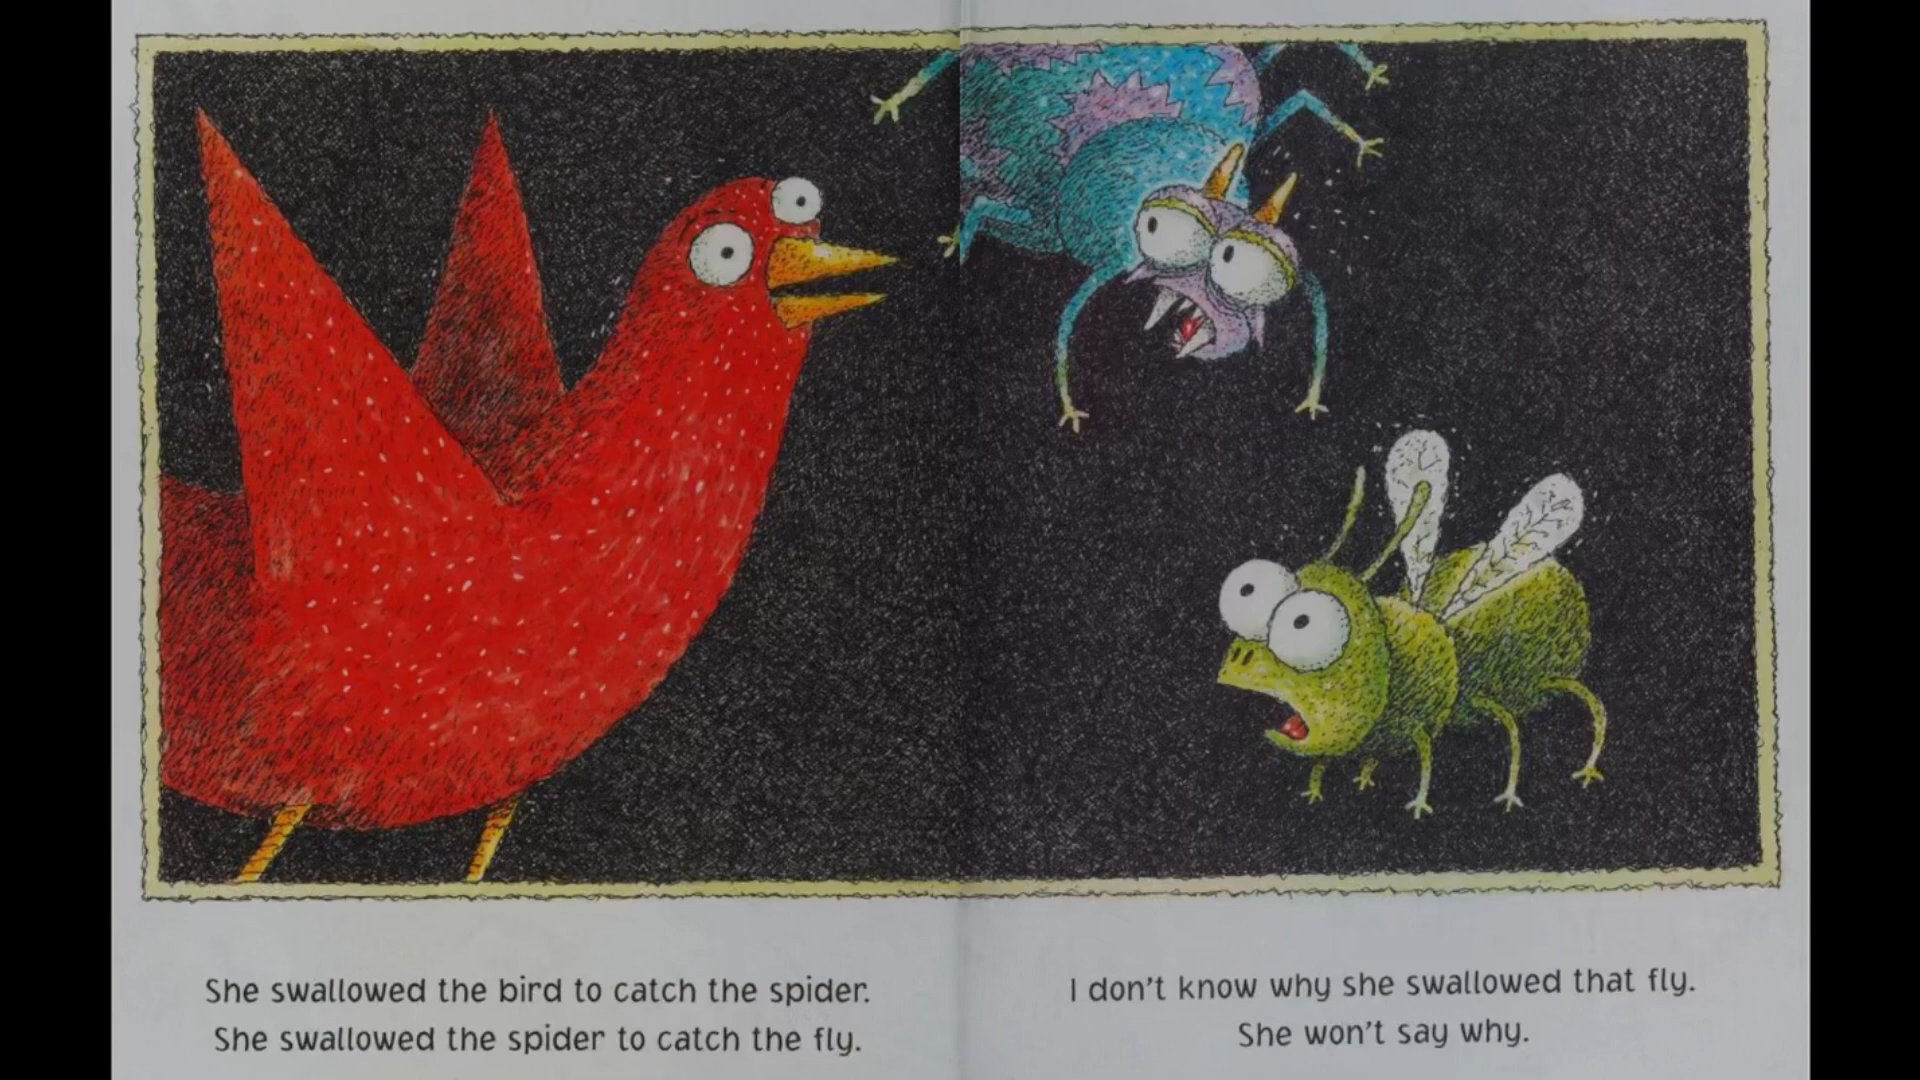 She swallowed the bird to catch the spider.
She swallowed the spider to catch the fly.
I don't know why she swallowed that fly.
She won't say why.